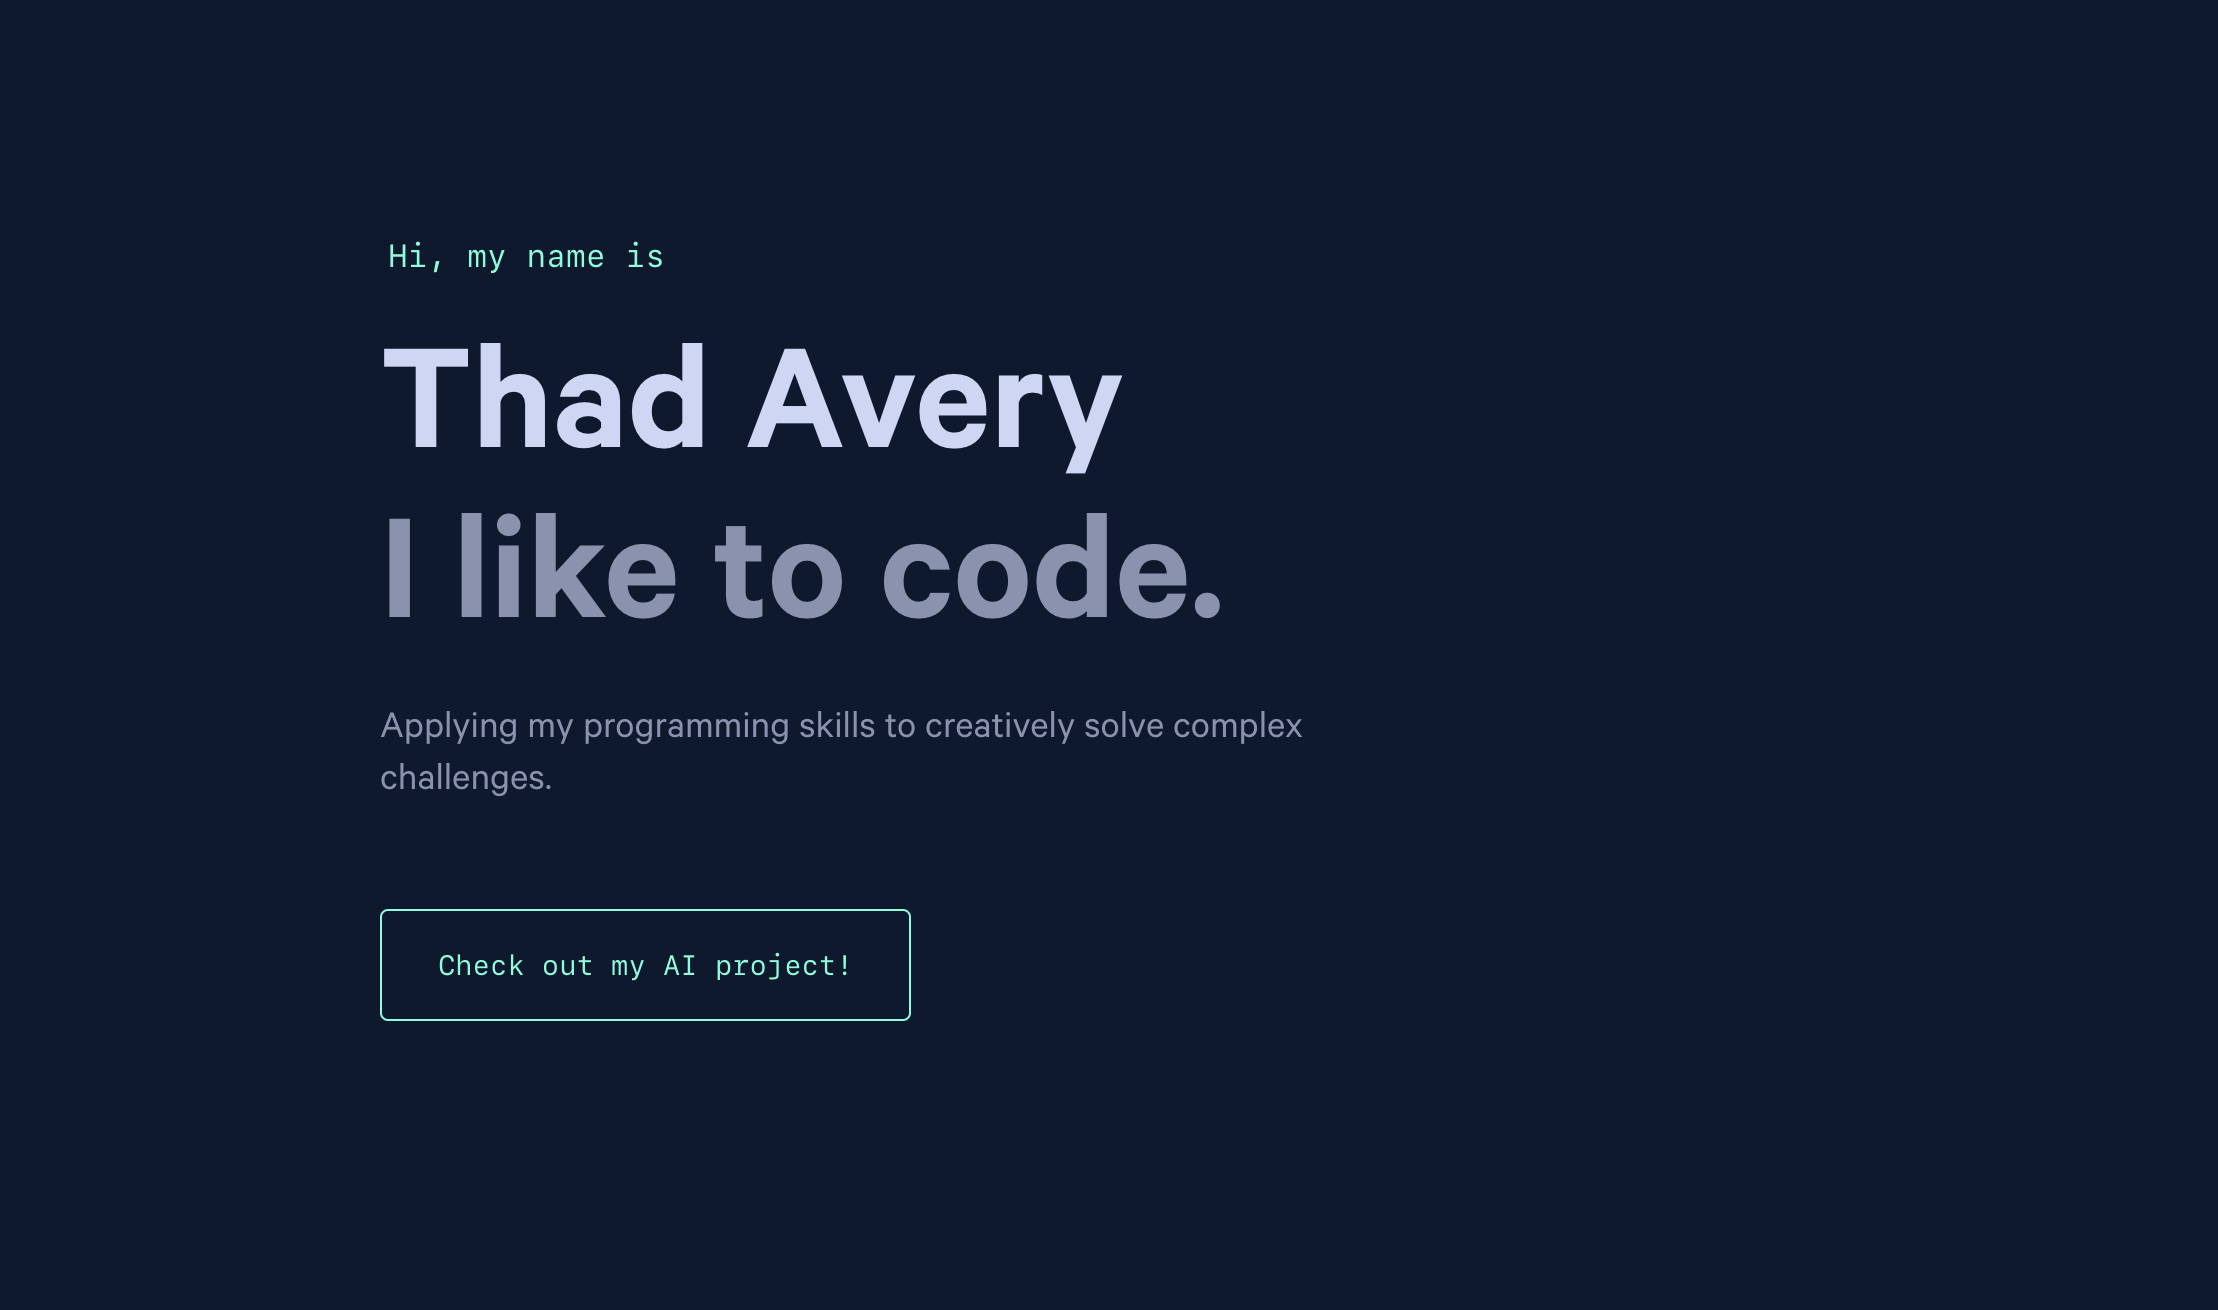 Hi, my name is
Thad Avery
I like to code.
Applying my programming skills to creatively solve complex
challenges.
Check out my AI project!